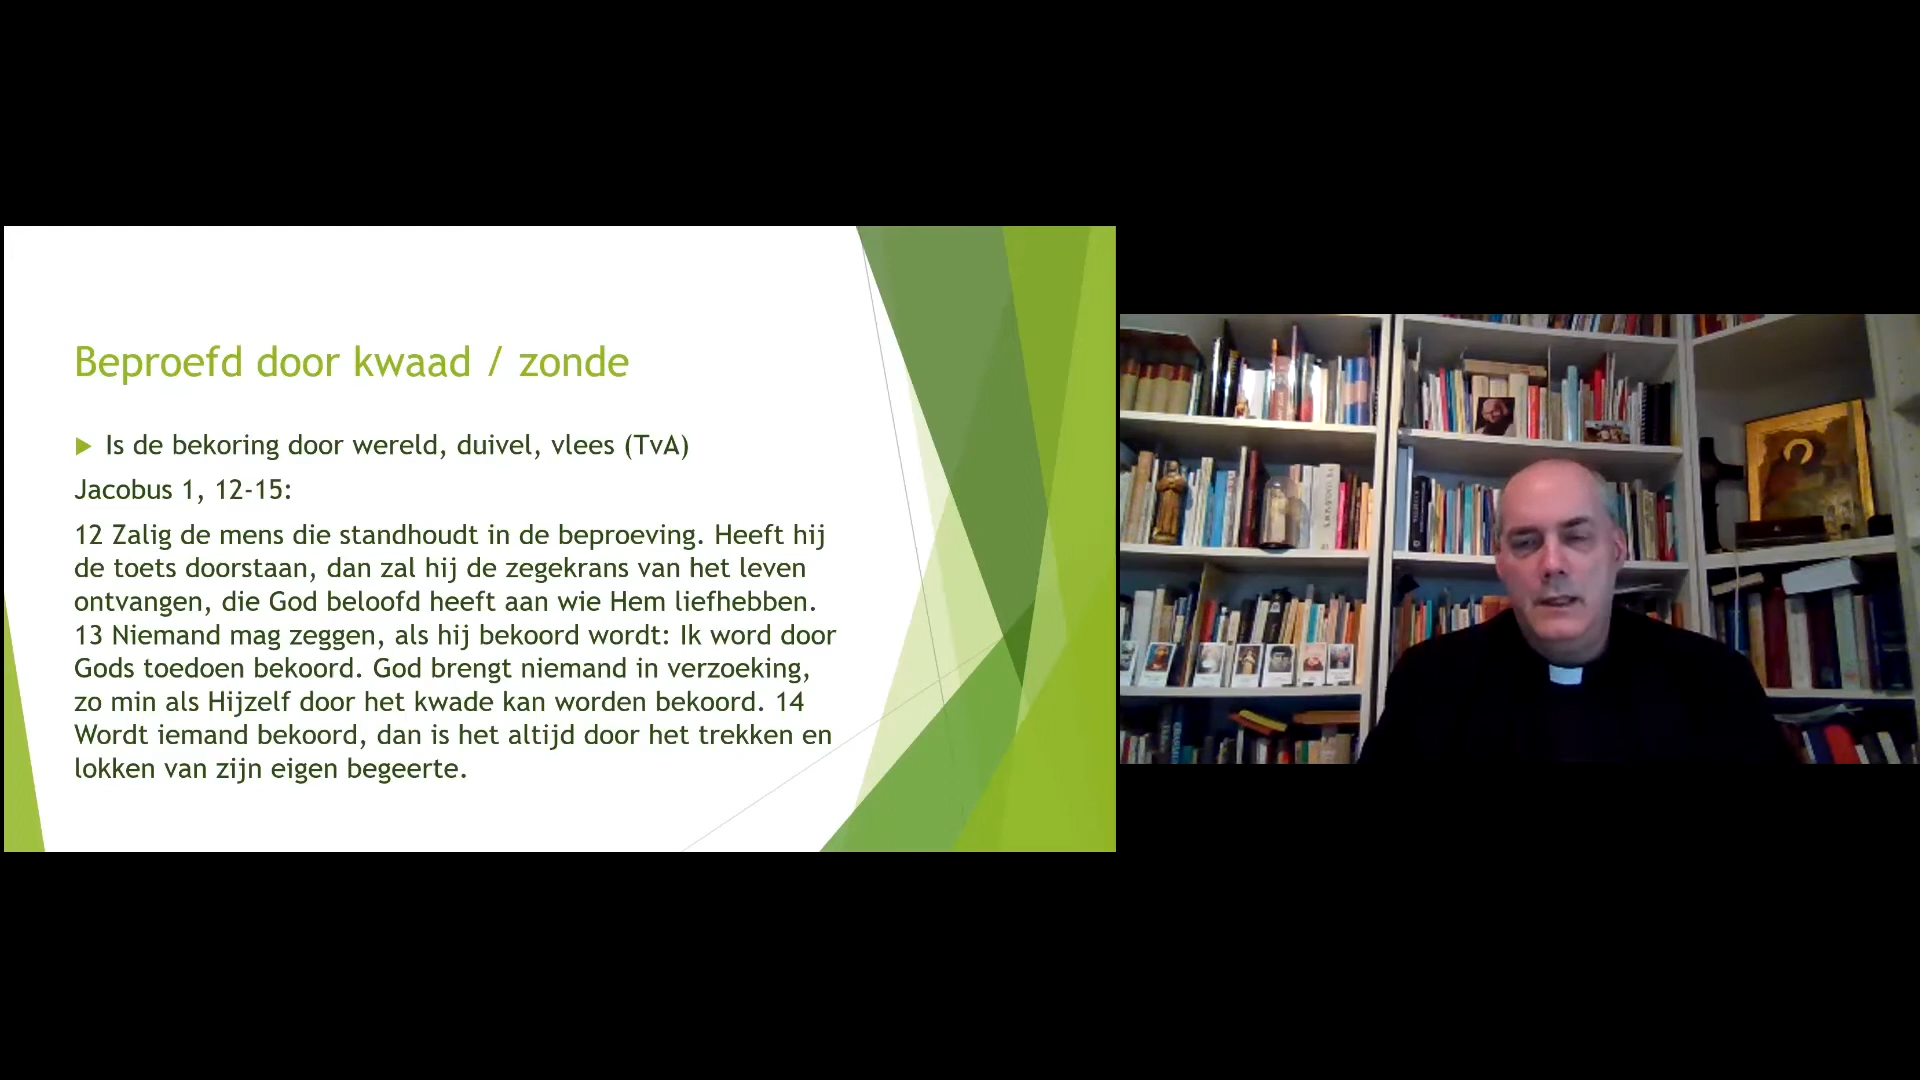 Beproefd door kwaad / zonde
Is de bekoring door wereld, duivel, vlees (TvA)
Jacobus 1, 12-15:
12 Zalig de mens die standhoudt in de beproeving. Heeft hij
de toets doorstaan, dan zal hij de zegekrans van het leven
ontvangen, die God beloofd heeft aan wie Hem liefhebben.
13 Niemand mag zeggen, als hij bekoord wordt: Ik word door
Gods toedoen bekoord. God brengt niemand in verzoeking,
zo min als Hijzelf door het kwade kan worden bekoord. 14
Wordt iemand bekoord, dan is het altijd door het trekken en
lokken van zijn eigen begeerte.